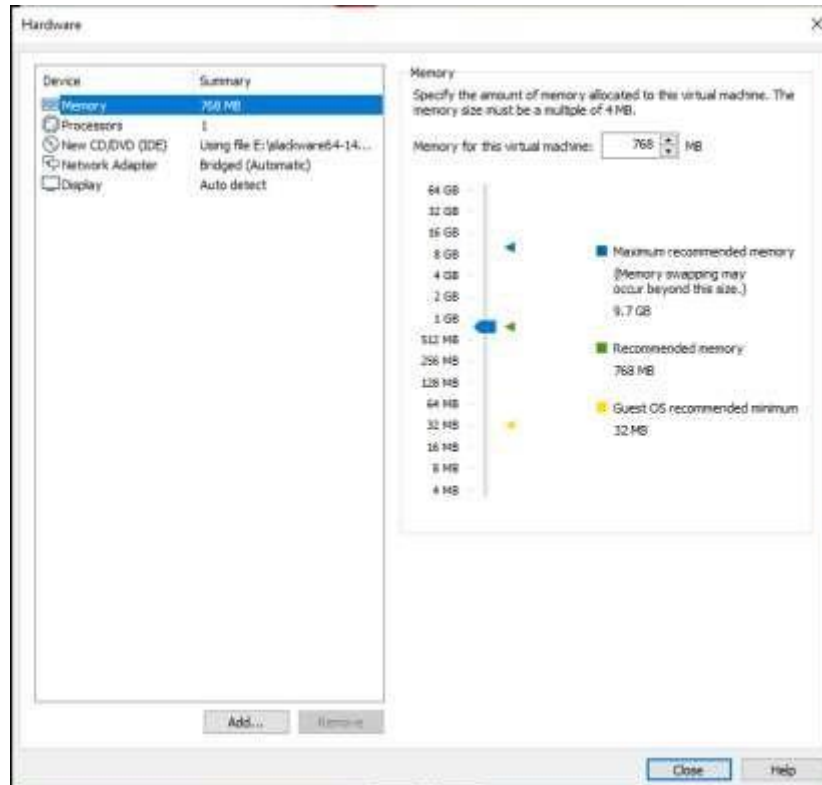 Hardware
Device Summary
Memory 768 MB
Processors 1
New CD/DVD (IDE) Using file E:\slackware64-14...
Network Adapter Bridged (Automatic)
Display Auto detect
Add... Remove
Memory
Specify the amount of memory allocated to this virtual machine. The
memory size must be a multiple of 4 MB.
Memory for this virtual machine: 768 MB
64 GB
32 GB
16 GB
8 GB
4 GB
2 GB
1 GB
512 MB
256 MB
128 MB
64 MB
32 MB
16 MB
8 MB
4 MB
Maximum recommended memory
(Memory swapping may
occur beyond this size.)
9.7 GB
Recommended memory
768 MB
Guest OS recommended minimum
32 MB
Close Help